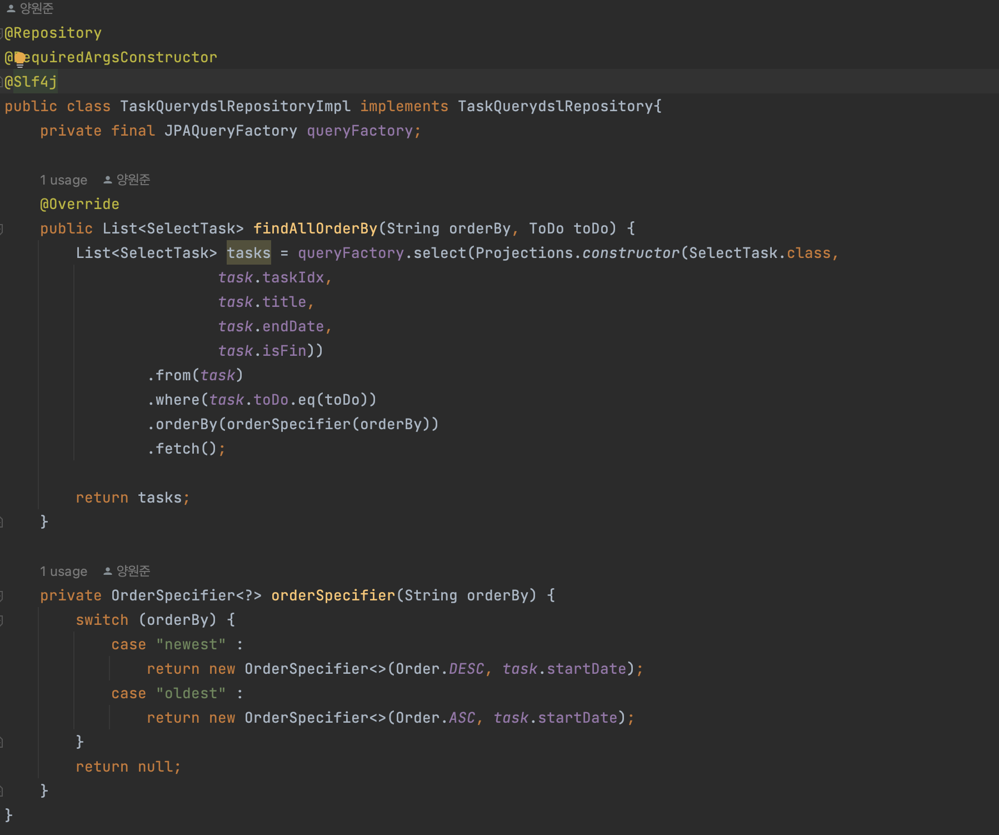 양원준
@Repository
@RequiredArgsConstructor
@Slf4j
public class TaskQuerydslRepositoryImpl implements TaskQuerydslRepository{
private final JPAQueryFactory queryFactory;
1 usage 양원준
@Override
public List<SelectTask> findAllOrderBy(String orderBy, ToDo toDo) {
List<SelectTask> tasks = queryFactory.select(Projections.constructor(SelectTask.class,
task.taskIdx,
task.title,
task.endDate,
task.isFin))
.from(task)
.where(task.toDo.eq(toDo))
.orderBy(orderSpecifier(orderBy))
.fetch();
return tasks;
}
1 usage 양원준
private OrderSpecifier<?> orderSpecifier(String orderBy) {
switch (orderBy) {
case "newest" :
return new OrderSpecifier<>(Order.DESC, task.startDate);
case "oldest" :
return new OrderSpecifier<>(Order.ASC, task.startDate);
}
return null;
}
}